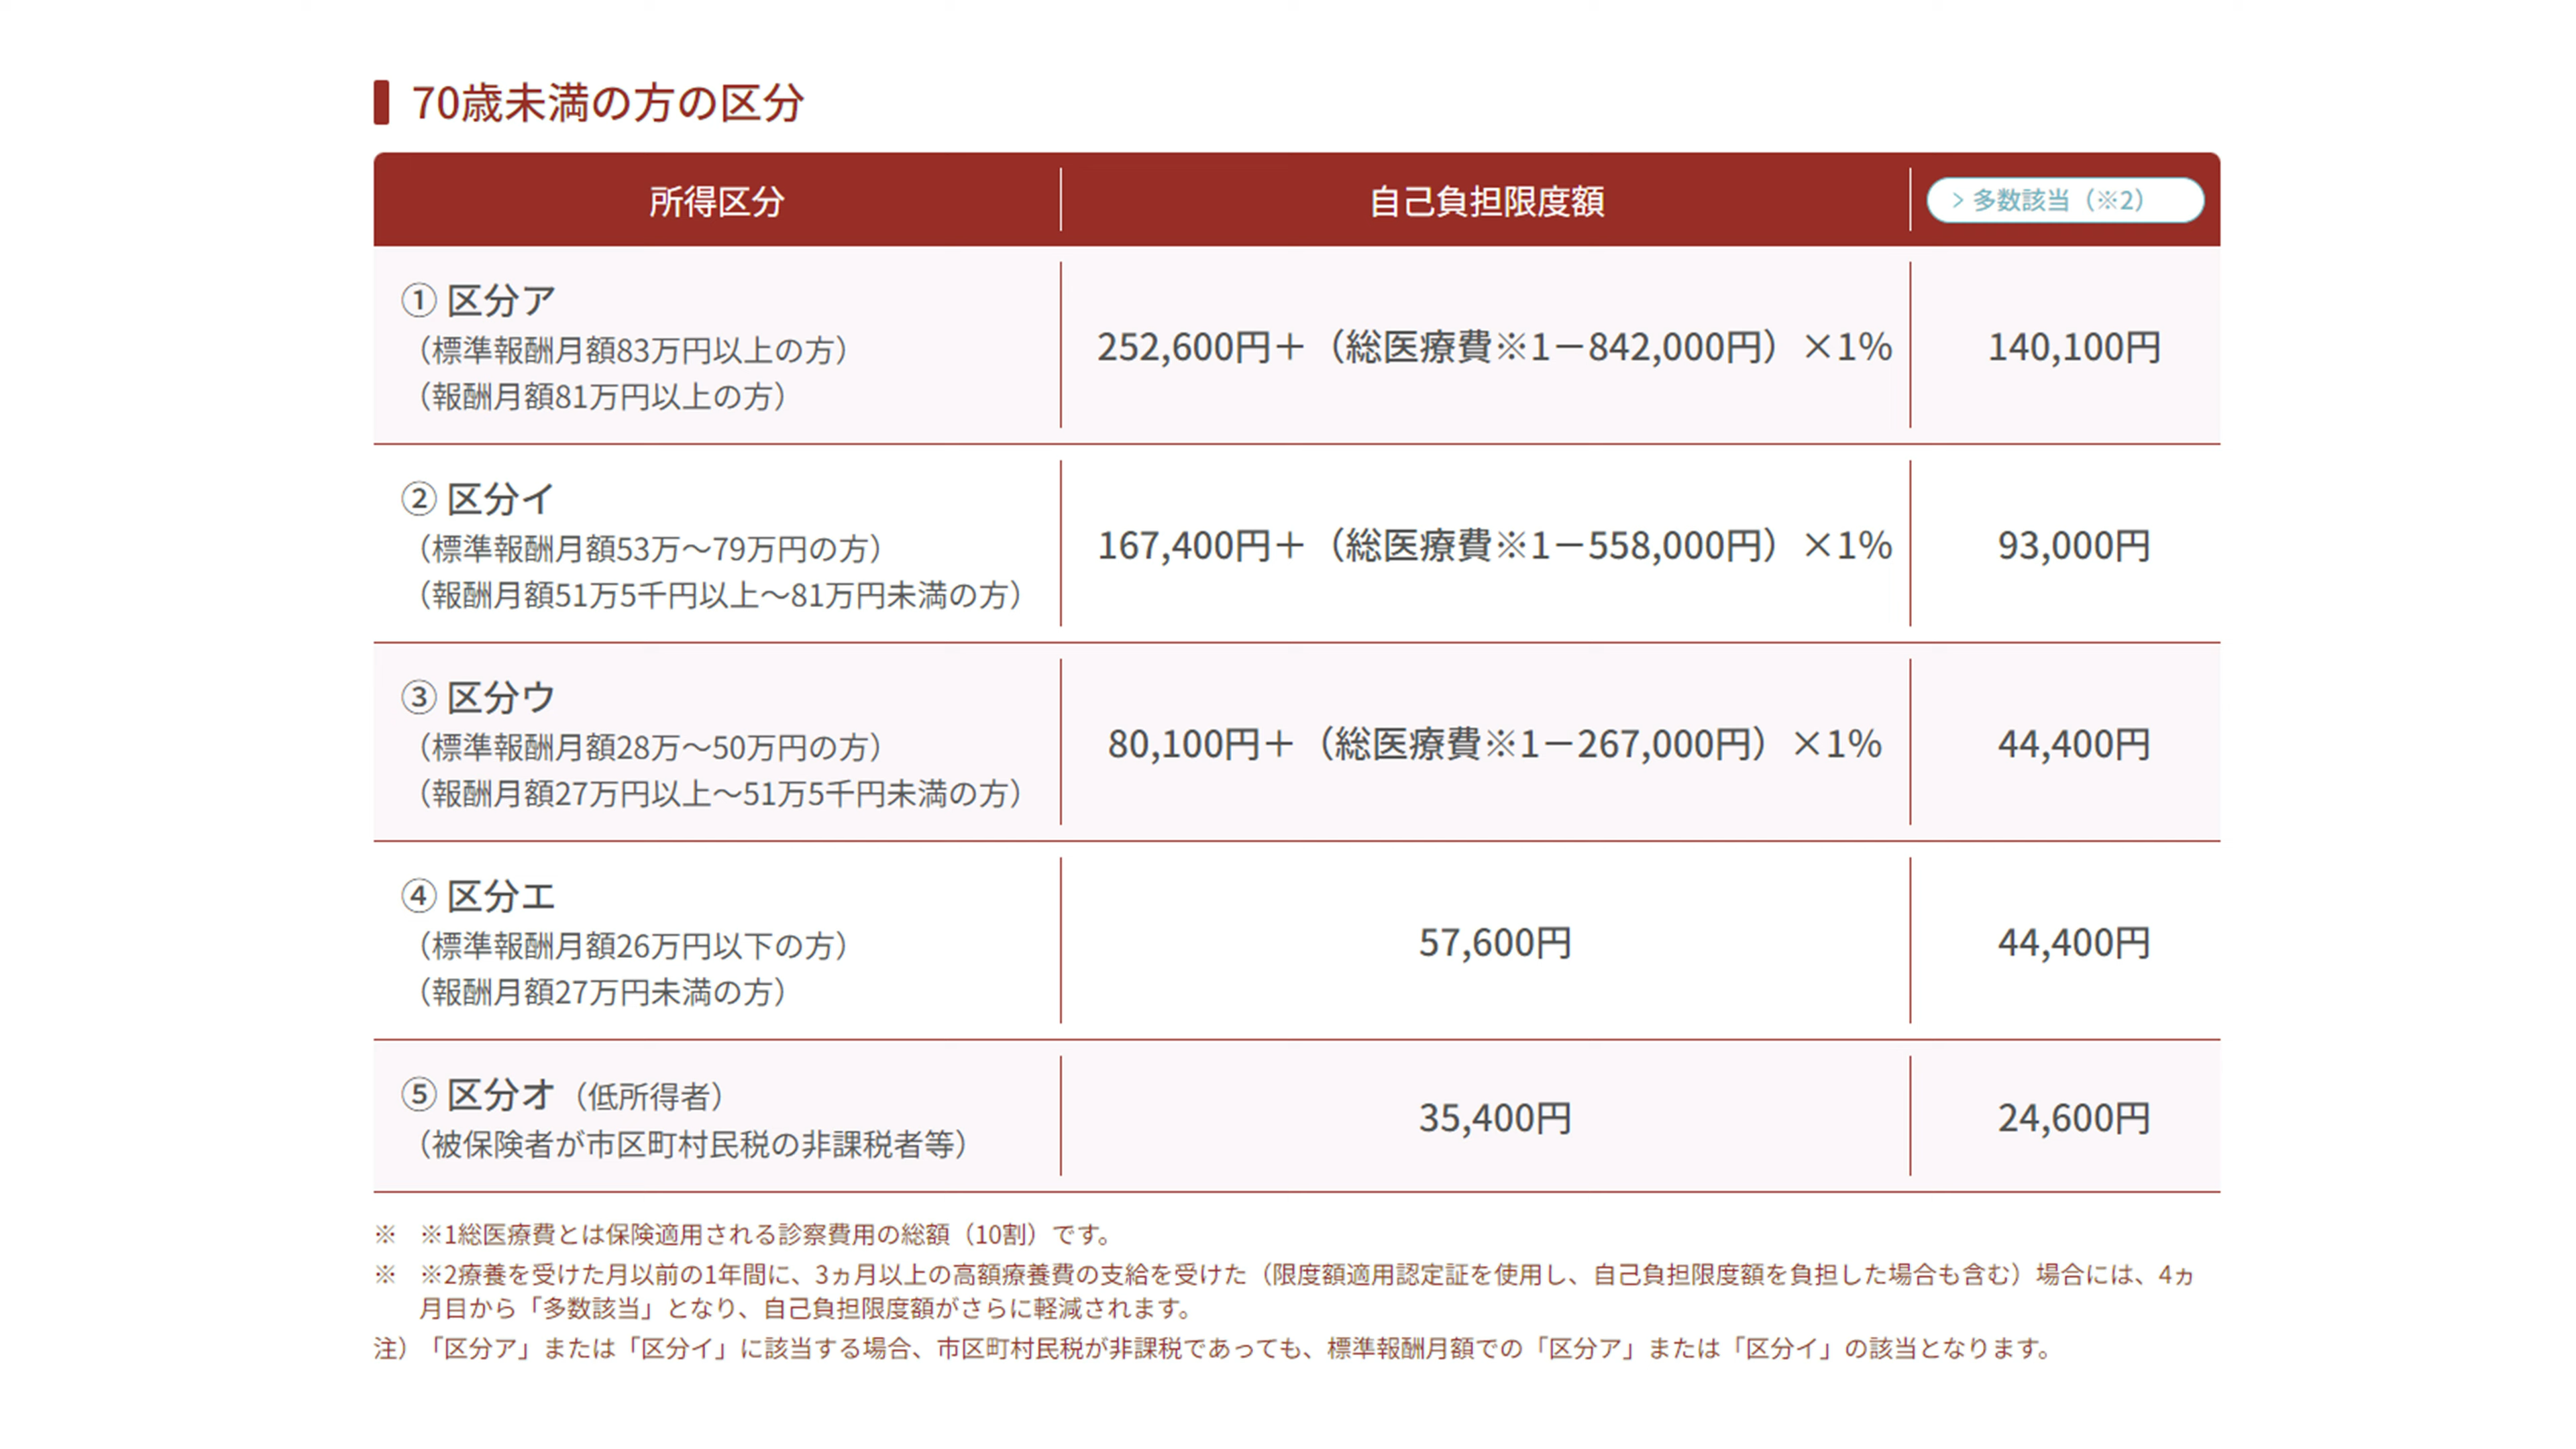 70歳未満の方の区分
所得区分
自己負担限度額
> 多数該当（※2）
① 区分ア
（標準報酬月額83万円以上の方）
（報酬月額81万円以上の方）
252,600円＋（総医療費※1－842,000円）×1%
140,100円
② 区分イ
（標準報酬月額53万～79万円の方）
（報酬月額51万5千円以上～81万円未満の方）
167,400円＋（総医療費※1－558,000円）×1%
93,000円
③ 区分ウ
（標準報酬月額28万～50万円の方）
（報酬月額27万円以上～51万5千円未満の方）
80,100円＋（総医療費※1－267,000円）×1%
44,400円
④ 区分エ
（標準報酬月額26万円以下の方）
（報酬月額27万円未満の方）
57,600円
44,400円
⑤ 区分オ（低所得者）
（被保険者が市区町村民税の非課税者等）
35,400円
24,600円
※ ※1総医療費とは保険適用される診察費用の総額（10割）です。
※ ※2療養を受けた月以前の1年間に、3ヵ月以上の高額療養費の支給を受けた（限度額適用認定証を使用し、自己負担限度額を負担した場合も含む）場合には、4ヵ
月目から「多数該当」となり、自己負担限度額がさらに軽減されます。
注）「区分ア」または「区分イ」に該当する場合、市区町村民税が非課税であっても、標準報酬月額での「区分ア」または「区分イ」の該当となります。